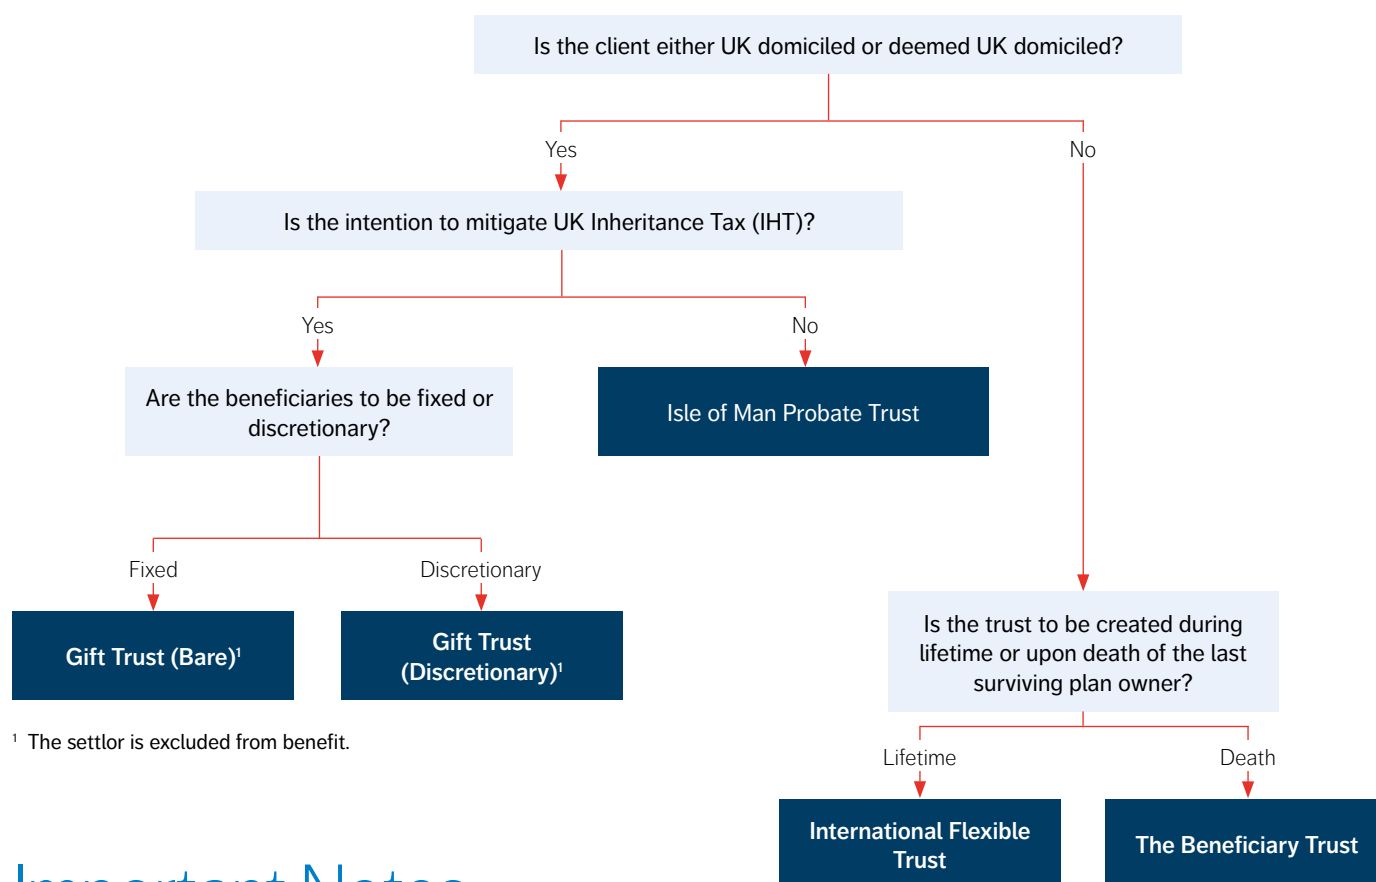 Is the client either UK domiciled or deemed UK domiciled?
Yes
No
Is the intention to mitigate UK Inheritance Tax (IHT)?
Yes
No
Are the beneficiaries to be fixed or
discretionary?
Isle of Man Probate Trust
Fixed
Discretionary
Gift Trust (Bare)¹
Gift Trust
(Discretionary)¹
Is the trust to be created during
lifetime or upon death of the last
surviving plan owner?
¹ The settlor is excluded from benefit.
Lifetime
Death
International Flexible
Trust
The Beneficiary Trust
Important Notes